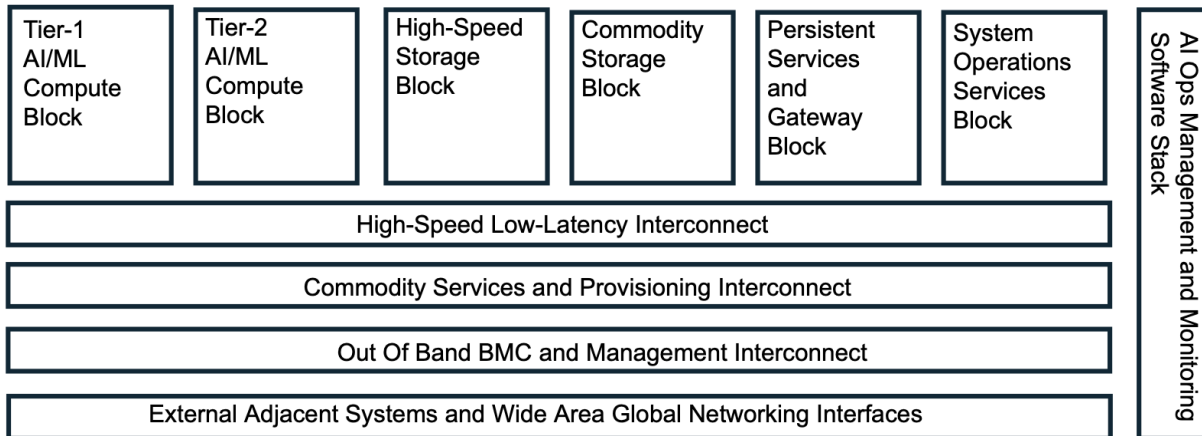 Tier-1
AI/ML
Compute
Block
Tier-2
AI/ML
Compute
Block
High-Speed
Storage
Block
Commodity
Storage
Block
Persistent
Services
and
Gateway
Block
System
Operations
Services
Block
AI Ops Management and Monitoring
Software Stack
High-Speed Low-Latency Interconnect
Commodity Services and Provisioning Interconnect
Out Of Band BMC and Management Interconnect
External Adjacent Systems and Wide Area Global Networking Interfaces